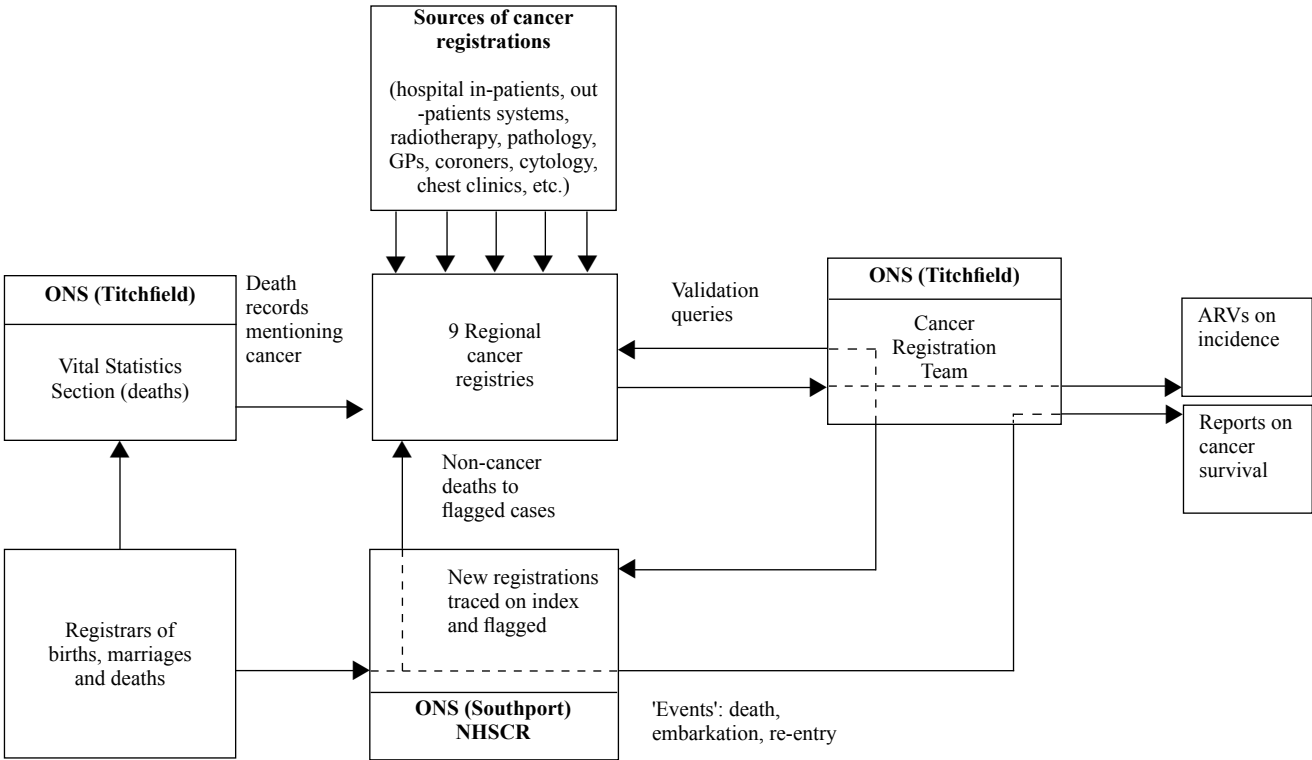 Sources of cancer
registrations
(hospital in-patients, out
-patients systems,
radiotherapy, pathology,
GPs, coroners, cytology,
chest clinics, etc.)
ONS (Titchfield)
Vital Statistics
Section (deaths)
Death
records
mentioning
cancer
9 Regional
cancer
registries
Validation
queries
ONS (Titchfield)
Cancer
Registration
Team
ARVs on
incidence
Reports on
cancer
survival
Non-cancer
deaths to
flagged cases
Registrars of
births, marriages
and deaths
New registrations
traced on index
and flagged
ONS (Southport)
NHSCR
'Events': death,
embarkation, re-entry